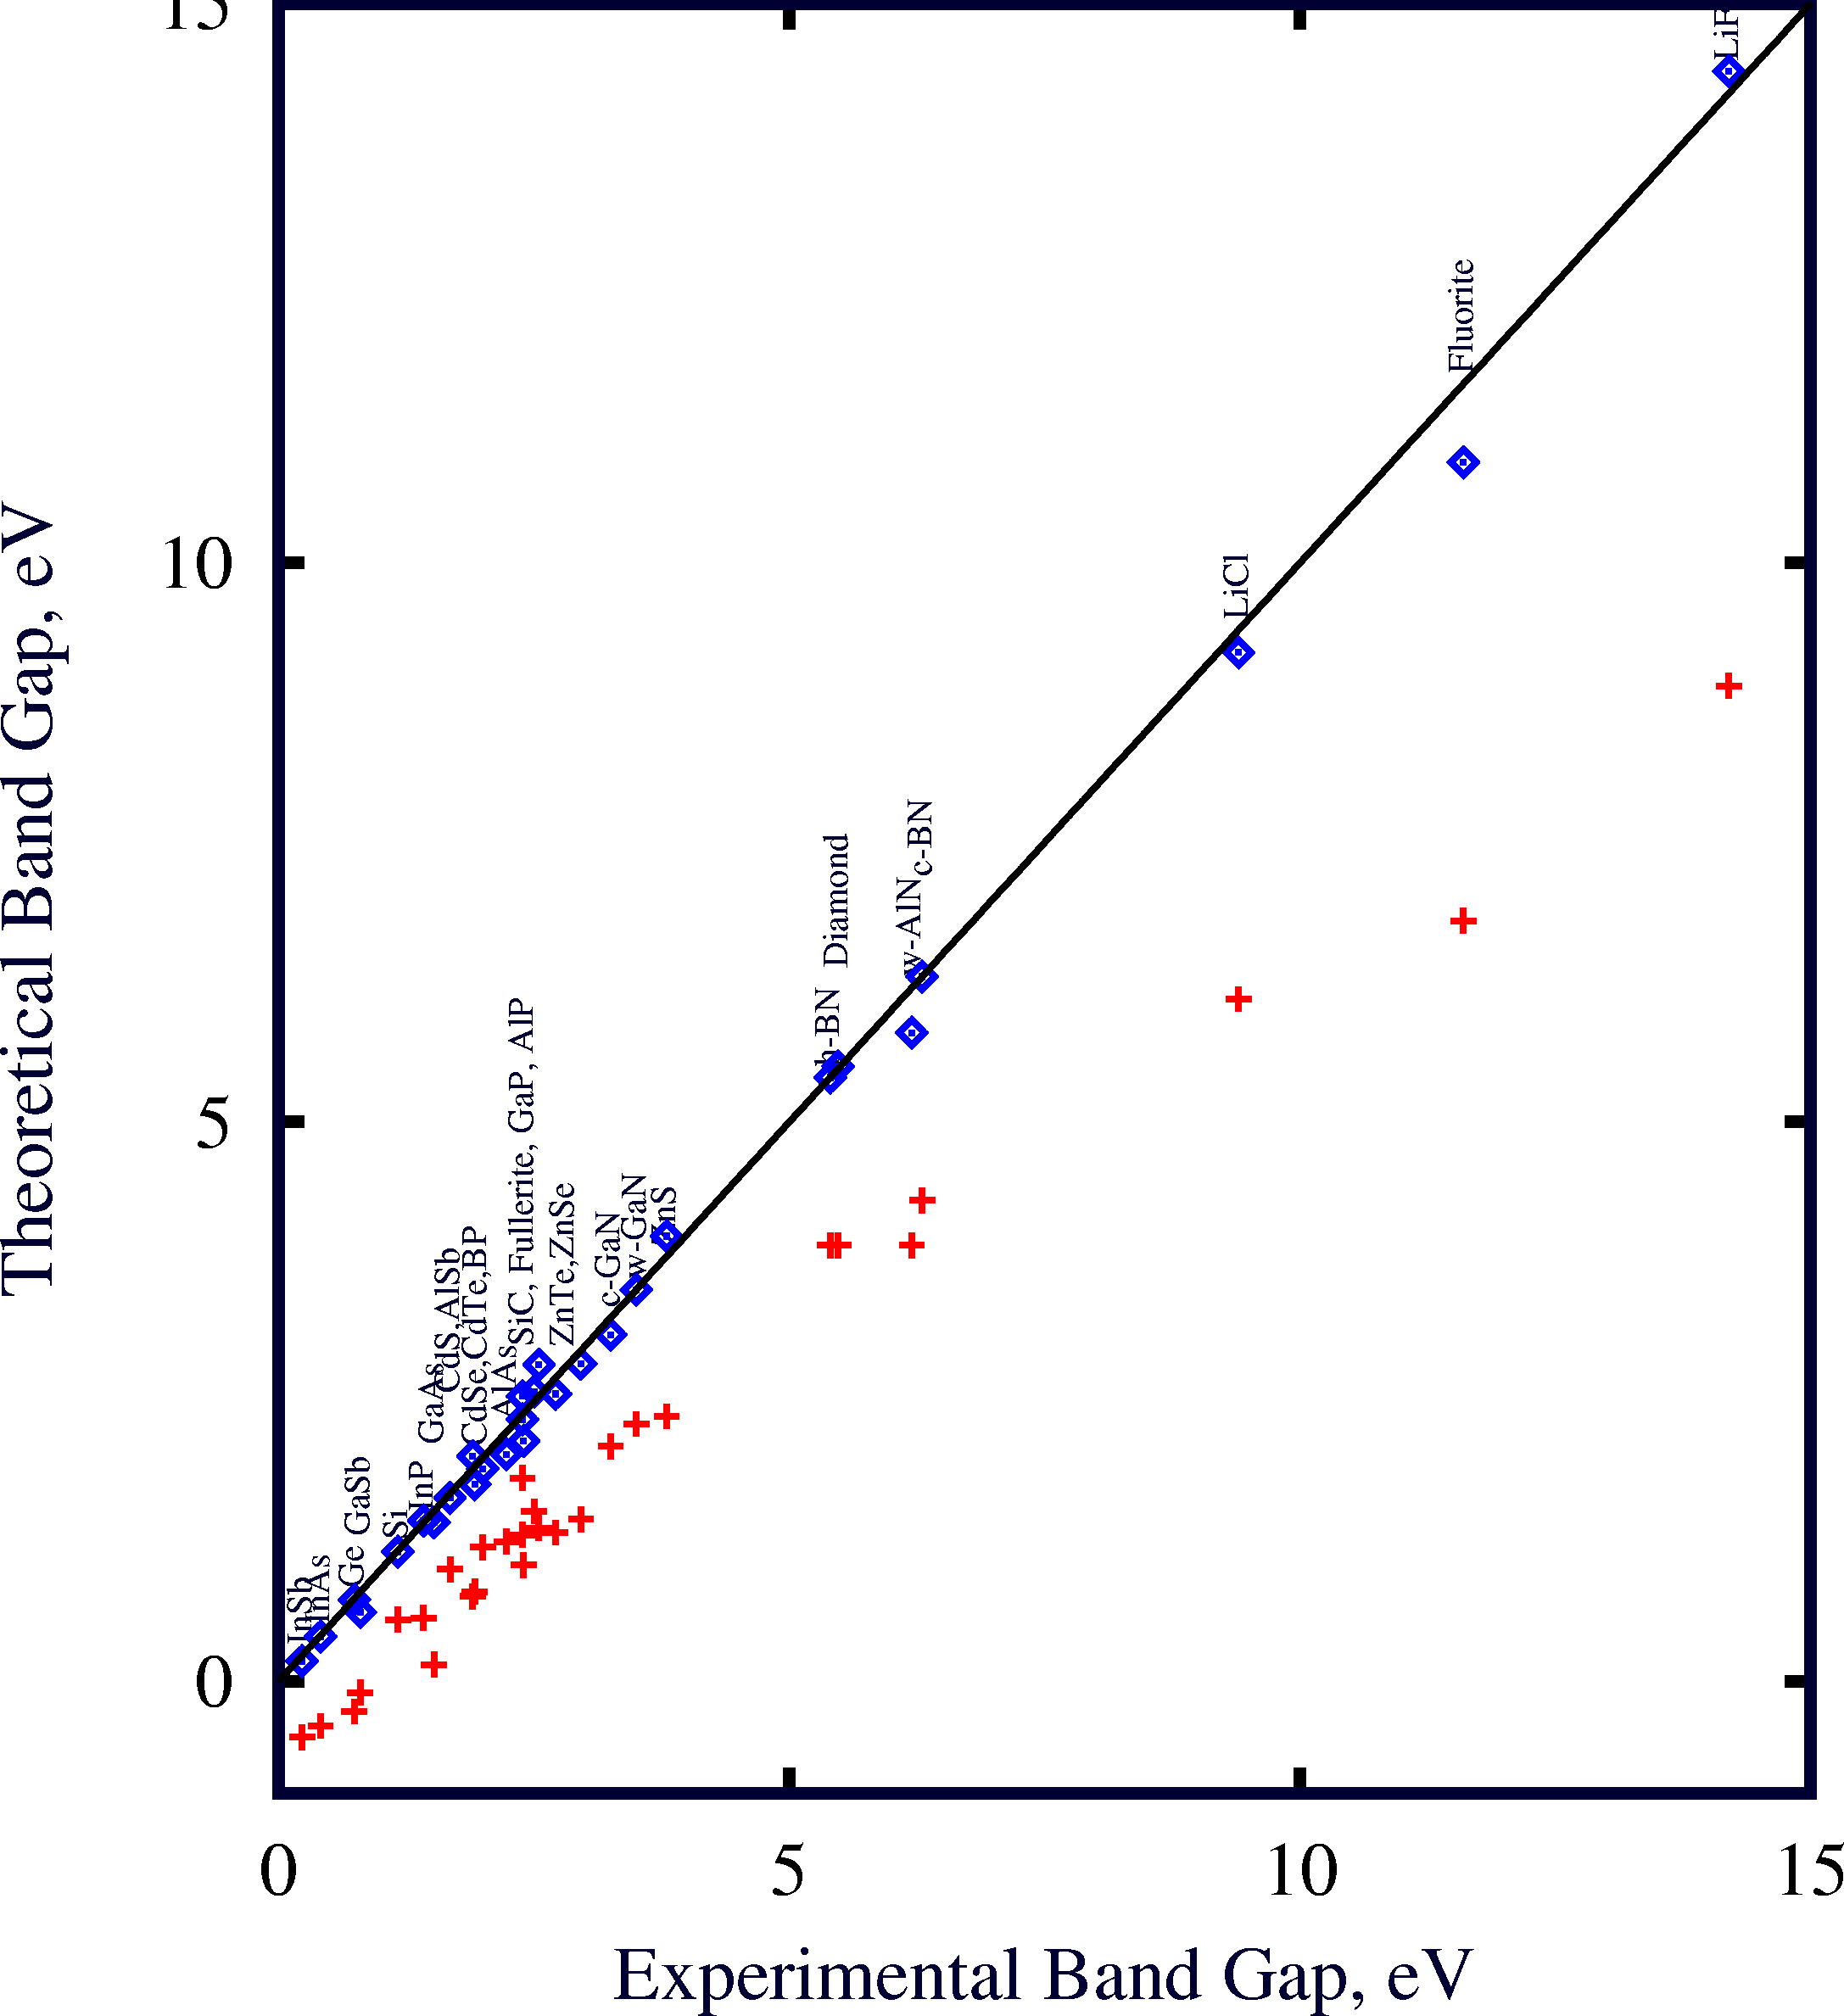 15
LiF
Fluorite
10
LiCl
c-BN
w-AlN
Diamond
h-BN
5
SiC, Fullerite, GaP, AlP
ZnTe,ZnSe
w-GaN
ZnS
c-GaN
CdS,AlSb
CdSe,CdTe,BP
AlAs
GaAs
InP
Si
GaSb
Ge
InAs
InSb
0
0
5
10
15
Theoretical Band Gap, eV
Experimental Band Gap, eV